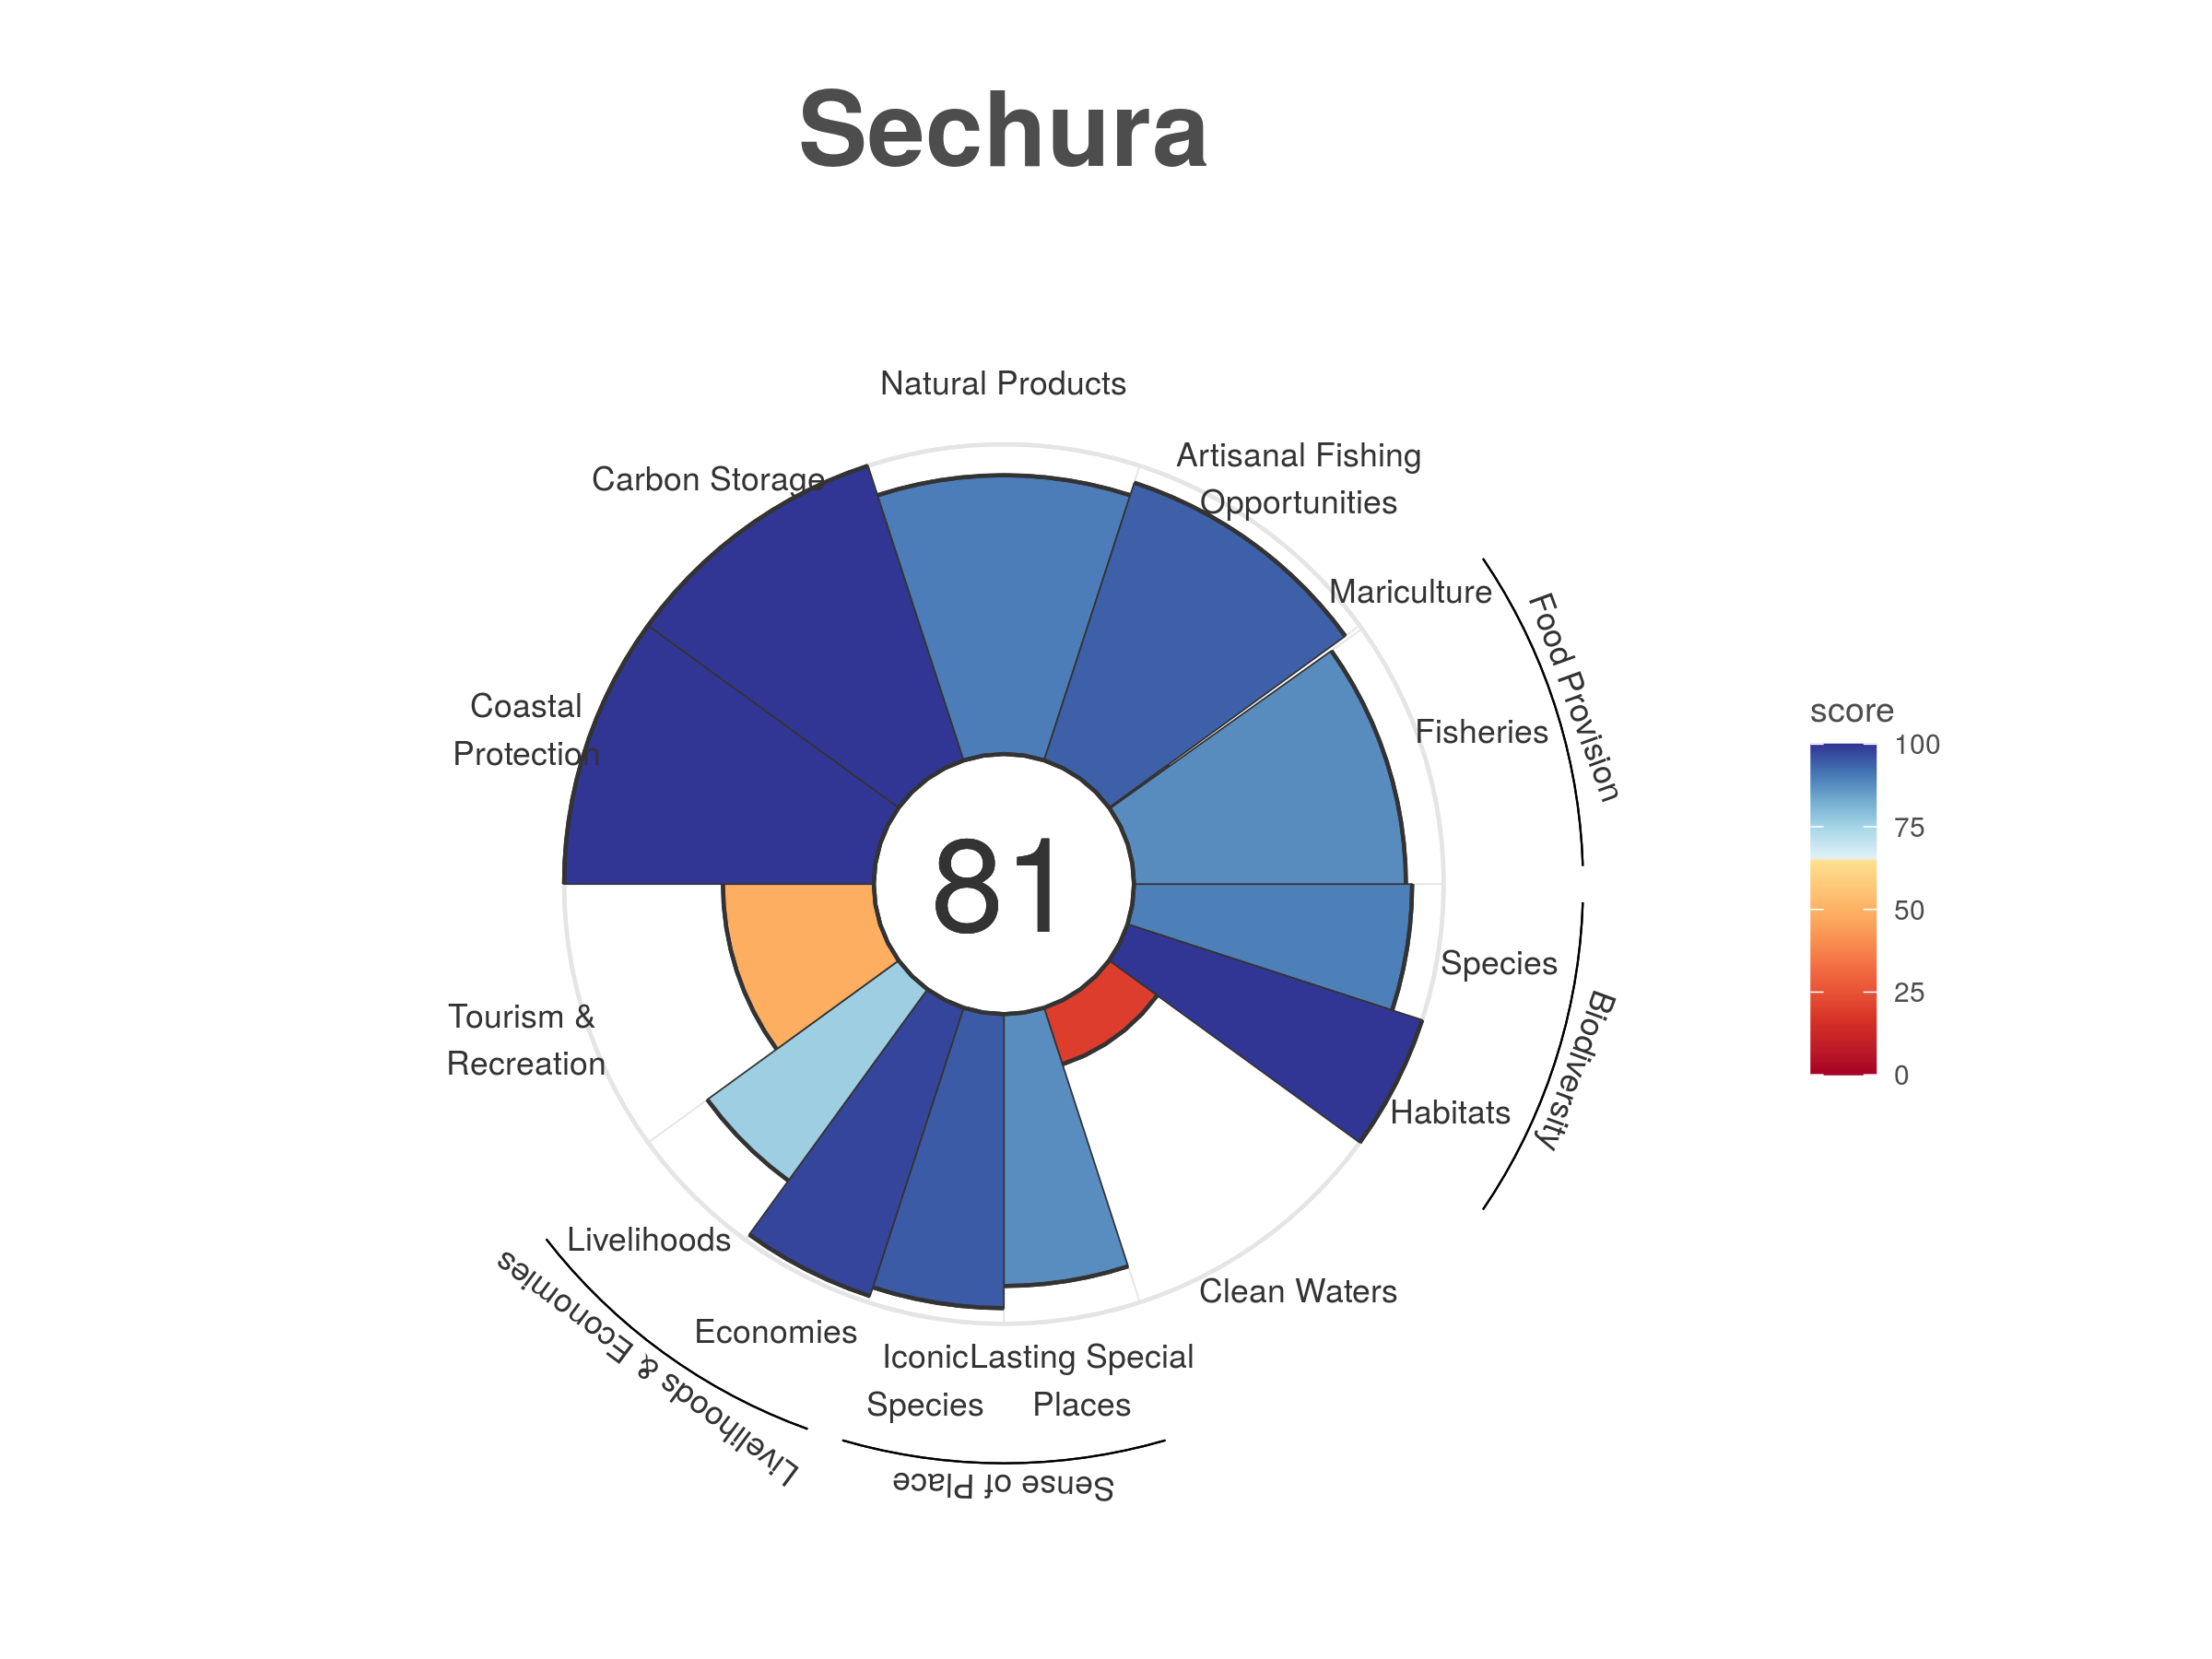 Sechura
Natural Products
Artisanal Fishing
Opportunities
Carbon Storage
Mariculture
Food Provision
Fisheries
Coastal
Protection
81
Species
Biodiversity
Habitats
Tourism &
Recreation
Livelihoods
Economies
Livelihoods & Economies
Clean Waters
Iconic
Species
Lasting Special
Places
Sense of Place
score
100
75
50
25
0